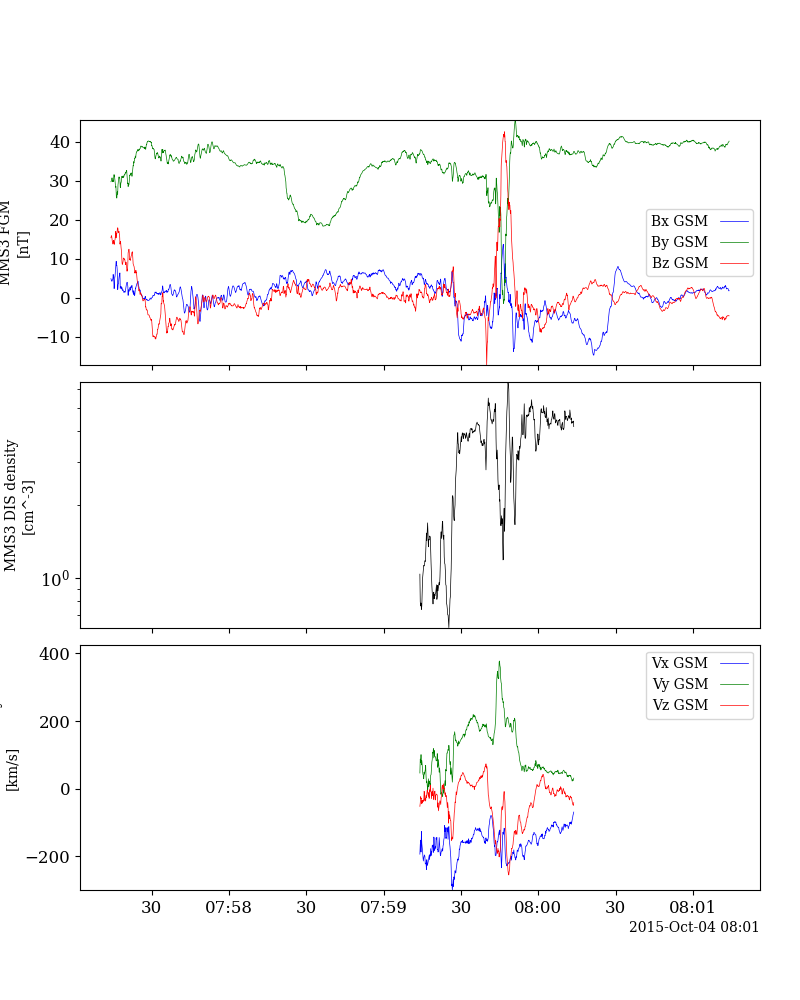 40
30
20
10
0
−10
MMS3 FGM
[nT]
Bx GSM
By GSM
Bz GSM
MMS3 DIS density
[cm^-3]
10⁰
400
200
0
−200
[km/s]
Vx GSM
Vy GSM
Vz GSM
30 07:58 30 07:59 30 08:00 30 08:01
2015-Oct-04 08:01